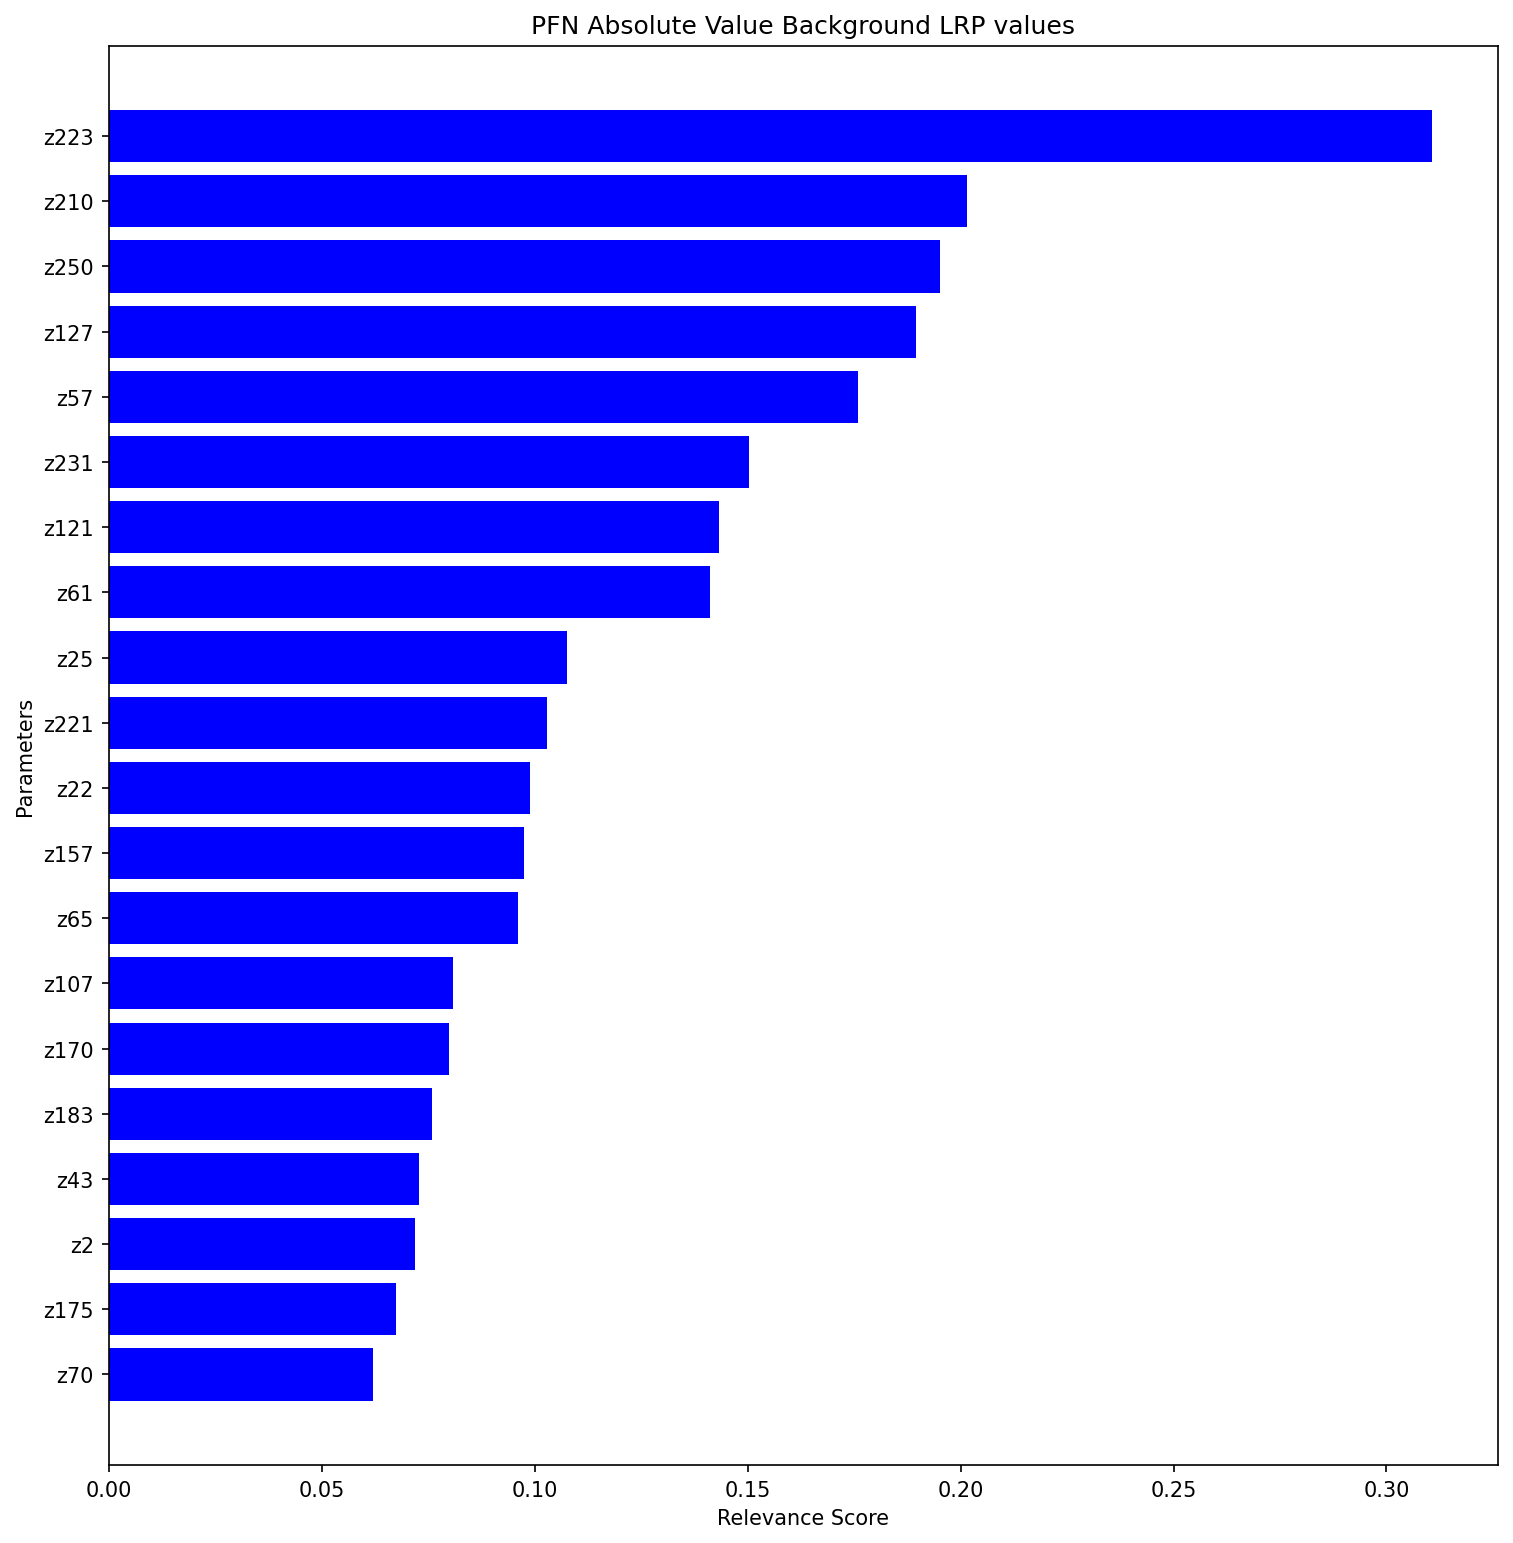 PFN Absolute Value Background LRP values
z223
z210
z250
z127
z57
z231
z121
z61
z25
z221
z22
z157
z65
z107
z170
z183
z43
z2
z175
z70
Parameters
0.00 0.05 0.10 0.15 0.20 0.25 0.30
Relevance Score